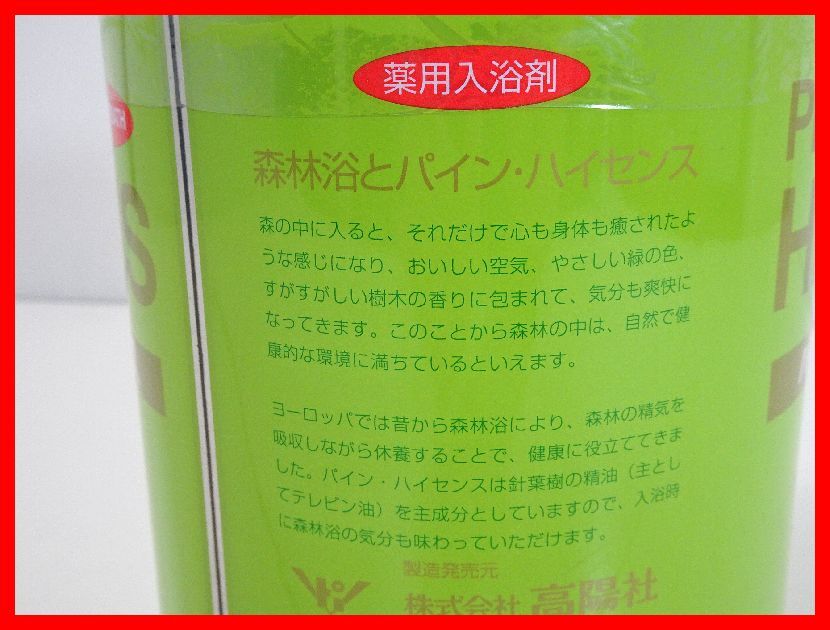 薬用入浴剤
森林浴とパイン・ハイセンス
森の中に入ると、それだけで心も身体も癒されたよ
うな感じになり、おいしい空気、やさしい緑の色、
すがすがしい樹木の香りに包まれて、気分も爽快に
なってきます。このことから森林の中は、自然で健
康的な環境に満ちているといえます。
ヨーロッパでは昔から森林浴により、森林の精気を
吸収しながら休養することで、健康に役立ててきま
した。パイン・ハイセンスは針葉樹の精油（主とし
てテレビン油）を主成分としていますので、入浴時
に森林浴の気分も味わっていただけます。
製造発売元
株式会社 高陽社
S
P
H